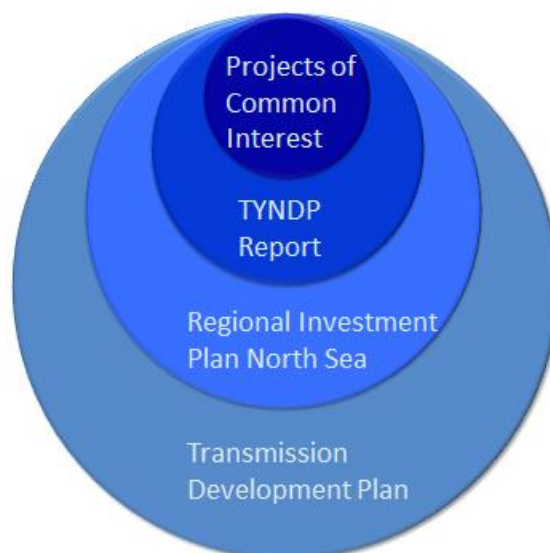 Projects of
Common
Interest
TYNDP
Report
Regional Investment
Plan North Sea
Transmission
Development Plan